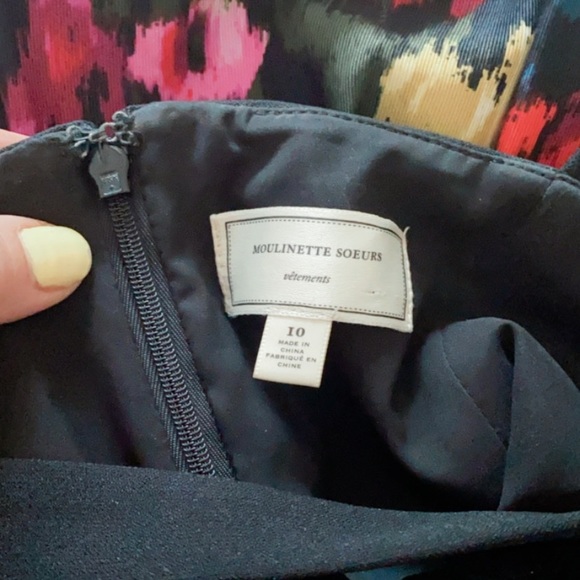 MOULINETTE SOEURS
vêtements
10
MADE IN
CHINA
FABRIQUÉ EN
CHINE